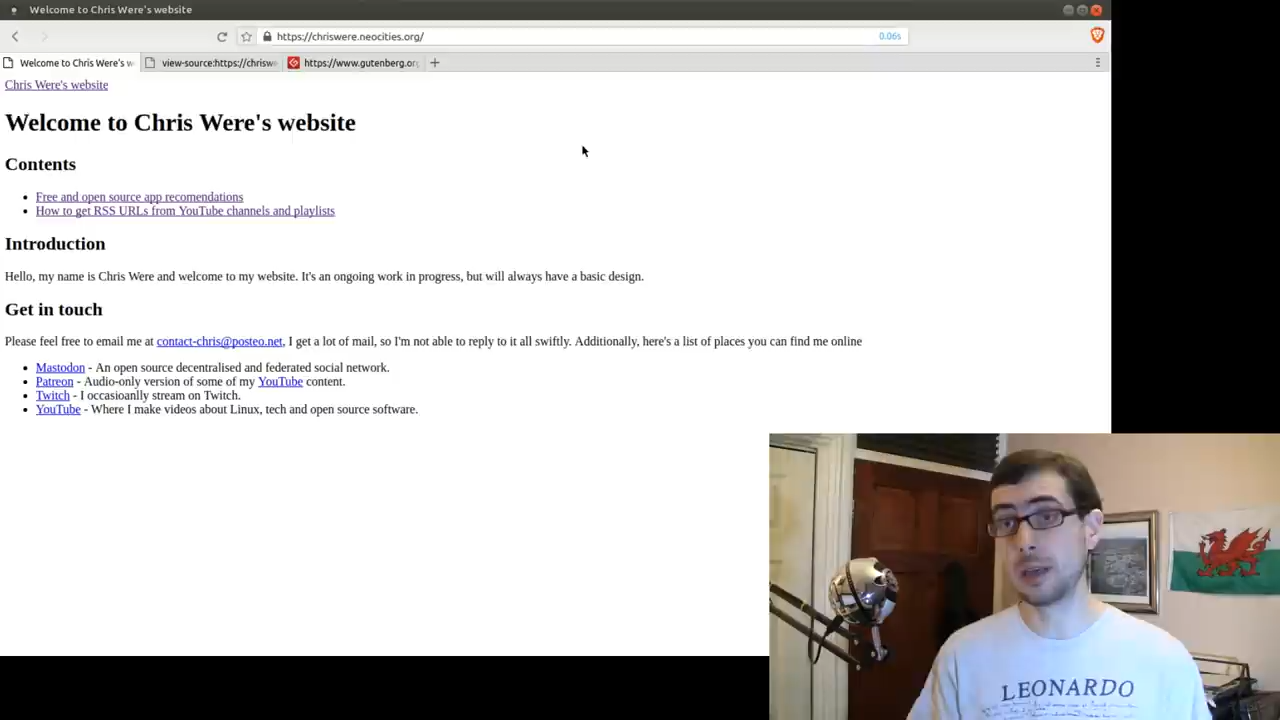 Welcome to Chris Were's website
https://chriswere.neocities.org/
0.06s
Welcome to Chris Were's w
view-source:https://chrisw
https://www.gutenberg.or
Chris Were's website
Welcome to Chris Were's website
Contents
Free and open source app recomendations
How to get RSS URLs from YouTube channels and playlists
Introduction
Hello, my name is Chris Were and welcome to my website. It's an ongoing work in progress, but will always have a basic design.
Get in touch
Please feel free to email me at contact-chris@posteo.net, I get a lot of mail, so I'm not able to reply to it all swiftly. Additionally, here's a list of places you can find me online
Mastodon - An open source decentralised and federated social network.
Patreon - Audio-only version of some of my YouTube content.
Twitch - I occasioanlly stream on Twitch.
YouTube - Where I make videos about Linux, tech and open source software.
LEONARDO